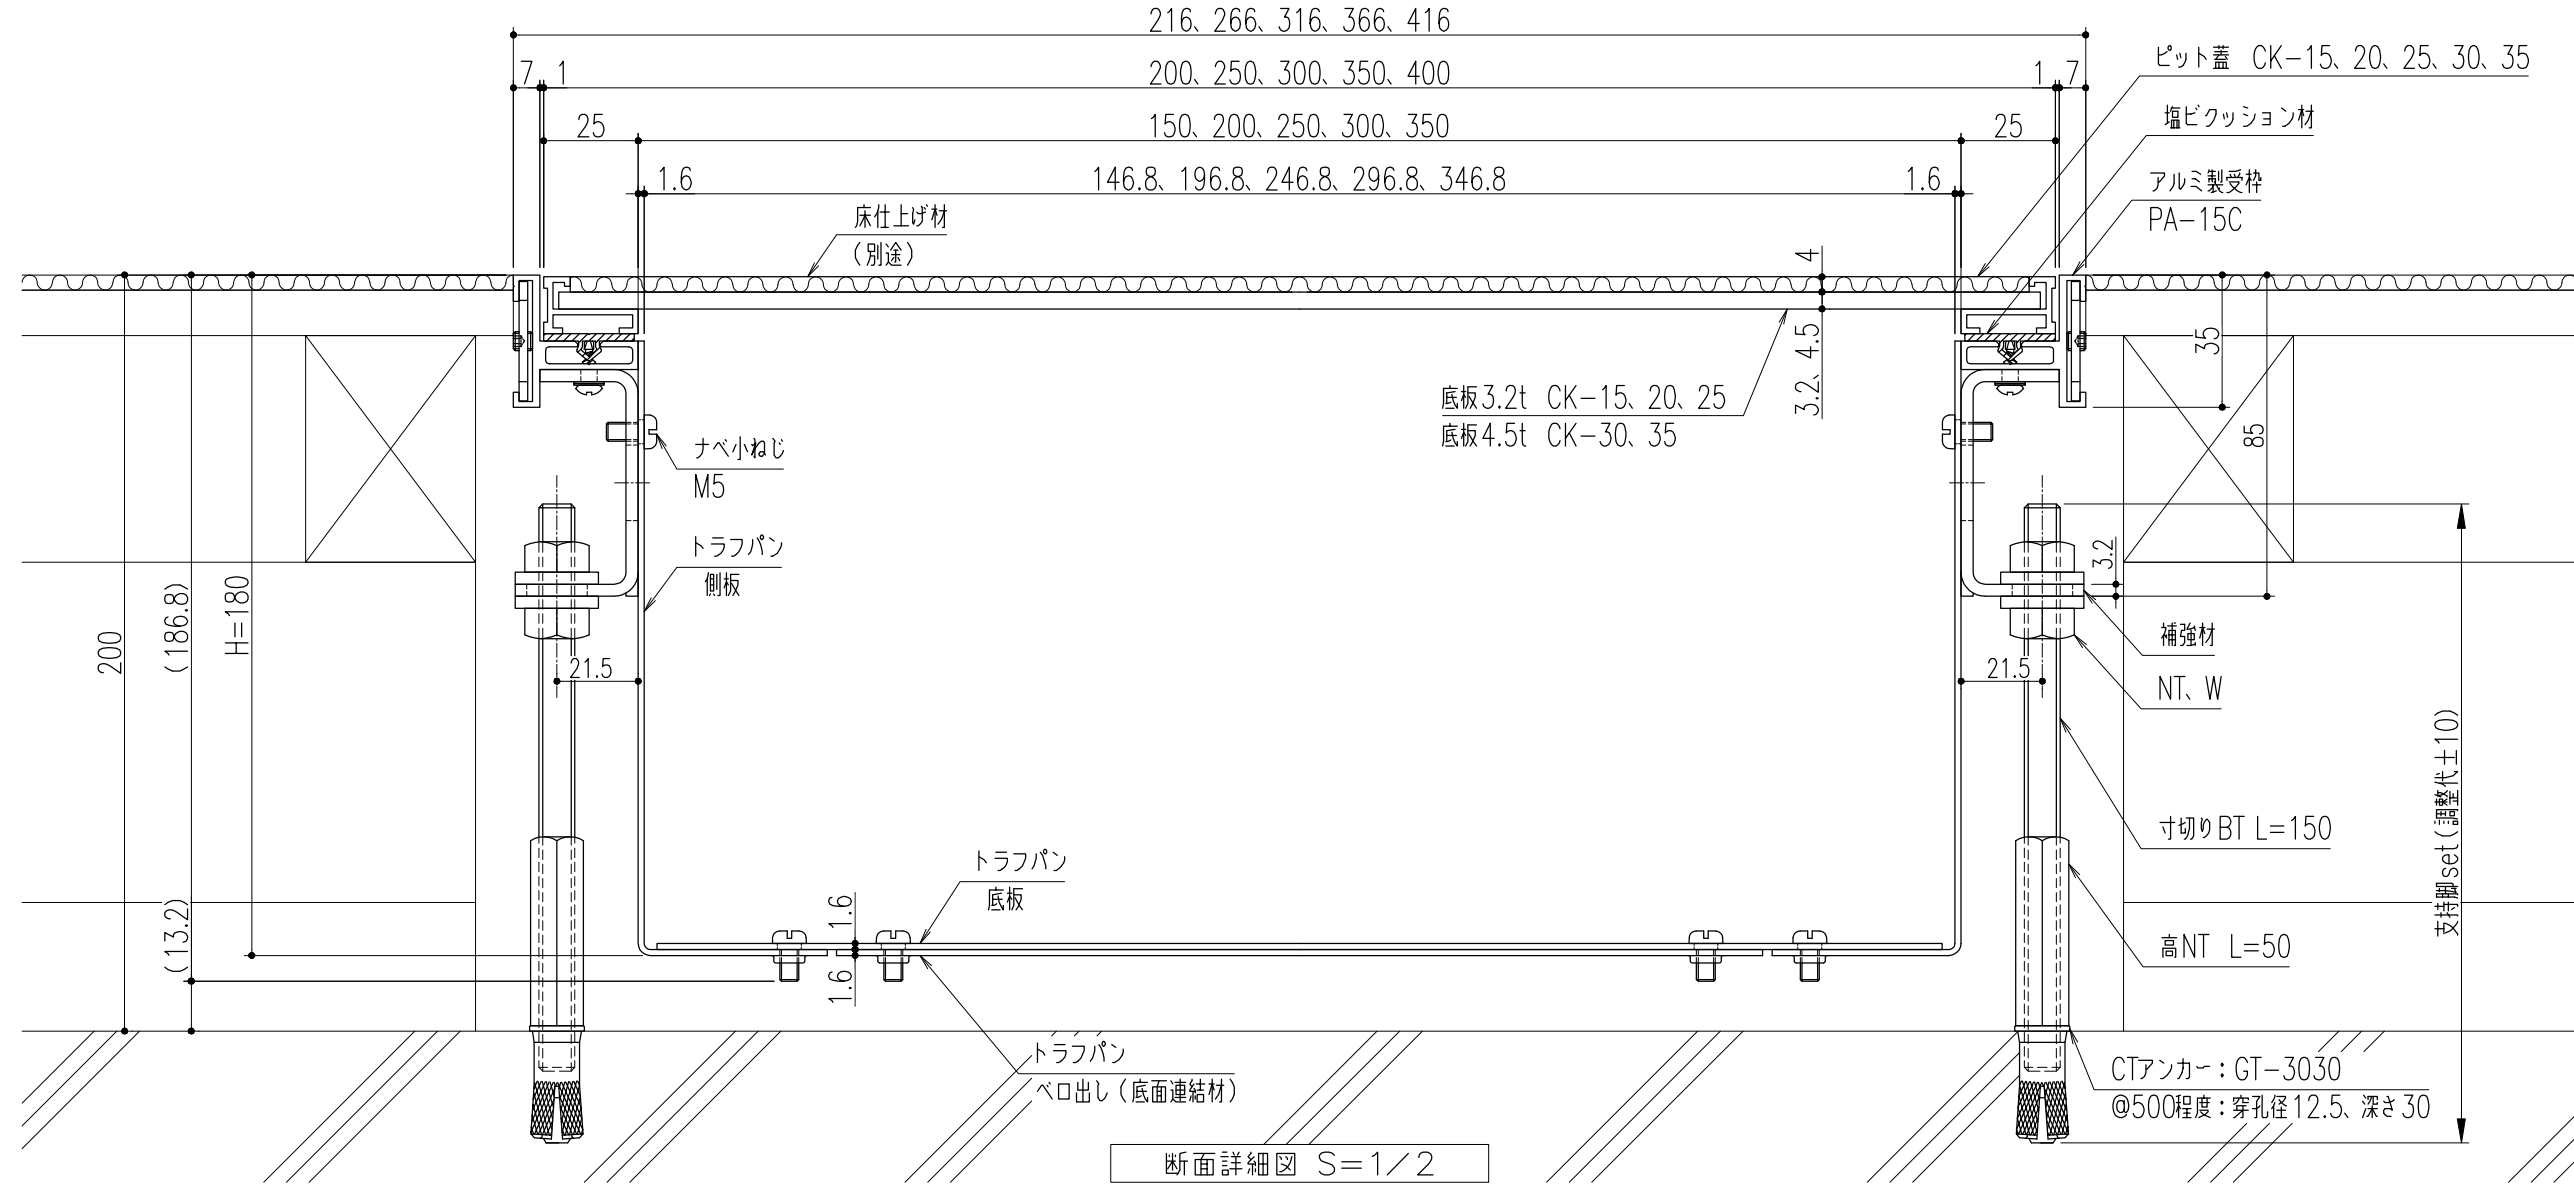 216、266、316、366、416
7
1
200、250、300、350、400
1
7
25
150、200、250、300、350
25
1.6
146.8、196.8、246.8、296.8、346.8
1.6
ピット蓋 CK-15、20、25、30、35
塩ビクッション材
アルミ製受枠
PA-15C
床仕上げ材
(別途)
4
3.2、4.5
底板3.2t CK-15、20、25
底板4.5t CK-30、35
35
85
ナベ小ねじ
M5
トラフパン
側板
3.2
200
(186.8)
H=180
(13.2)
21.5
21.5
補強材
NT、W
寸切りBT L=150
支持脚set(調整代±10)
高NT L=50
トラフパン
底板
1.6
1.6
トラフパン
ベロ出し(底面連結材)
CTアンカー:GT-3030
@500程度:穿孔径12.5、深さ30
断面詳細図 S=1/2